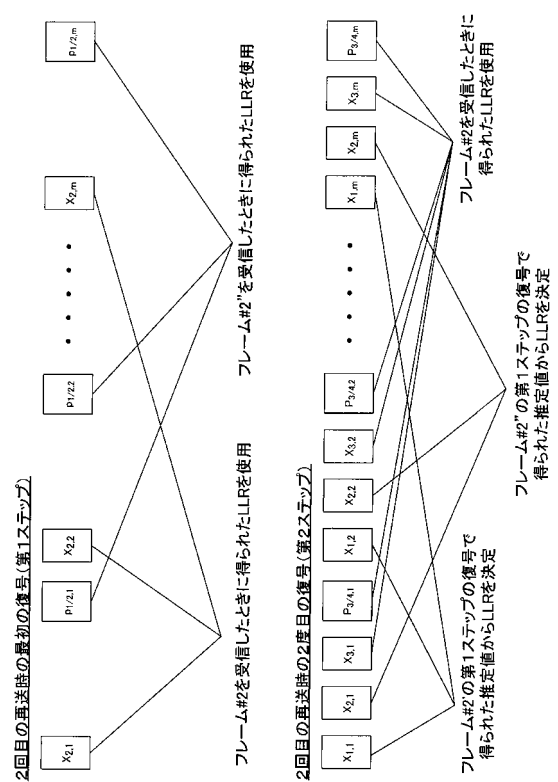 2回目の再送時の最初の復号(第1ステップ)
X2,1 P1/2,1 X2,2 P1/2,2 • • • • • X2,m P1/2,m
フレーム#2を受信したときに得られたLLRを使用
フレーム#2"を受信したときに得られたLLRを使用
2回目の再送時の2度目の復号(第2ステップ)
X1,1 X2,1 X3,1 P3/4,1 X1,2 X2,2 X3,2 P3/4,2 • • • • • X1,m X2,m X3,m P3/4,m
フレーム#2'の第1ステップの復号で
得られた推定値からLLRを決定
フレーム#2"の第1ステップの復号で
得られた推定値からLLRを決定
フレーム#2を受信したときに
得られたLLRを使用